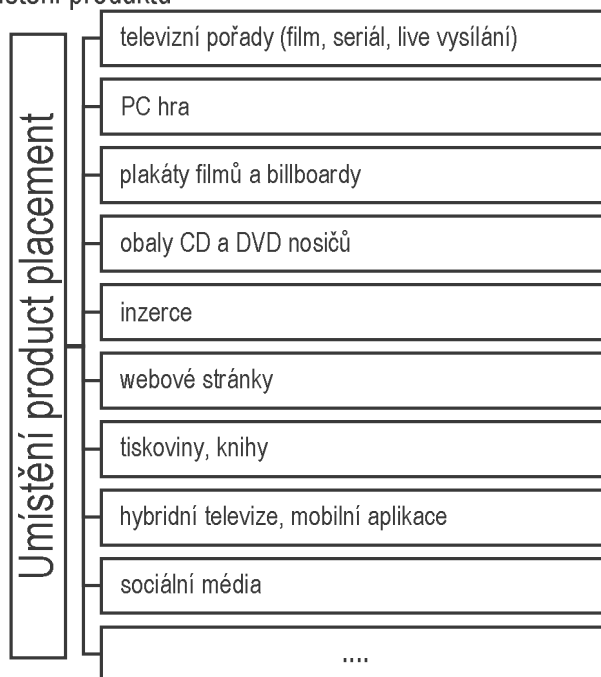 Umístění product placement
televizní pořady (film, seriál, live vysílání)
PC hra
plakáty filmů a billboardy
obaly CD a DVD nosičů
inzerce
webové stránky
tiskoviny, knihy
hybridní televize, mobilní aplikace
sociální média
....